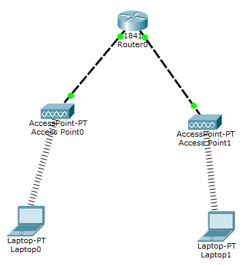 1841
Router0
AccessPoint-PT
Access Point0
AccessPoint-PT
Access Point1
Laptop-PT
Laptop0
Laptop-PT
Laptop1